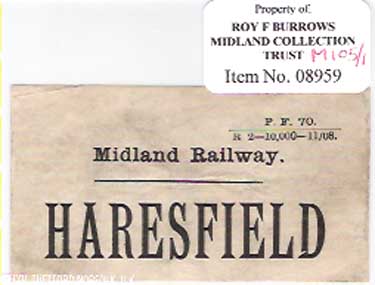 Property of.
ROY F BURROWS
MIDLAND COLLECTION
TRUST M105/1
Item No. 08959
P. F. 70.
R 2—10,000—11/08.
Midland Railway.
HARESFIELD